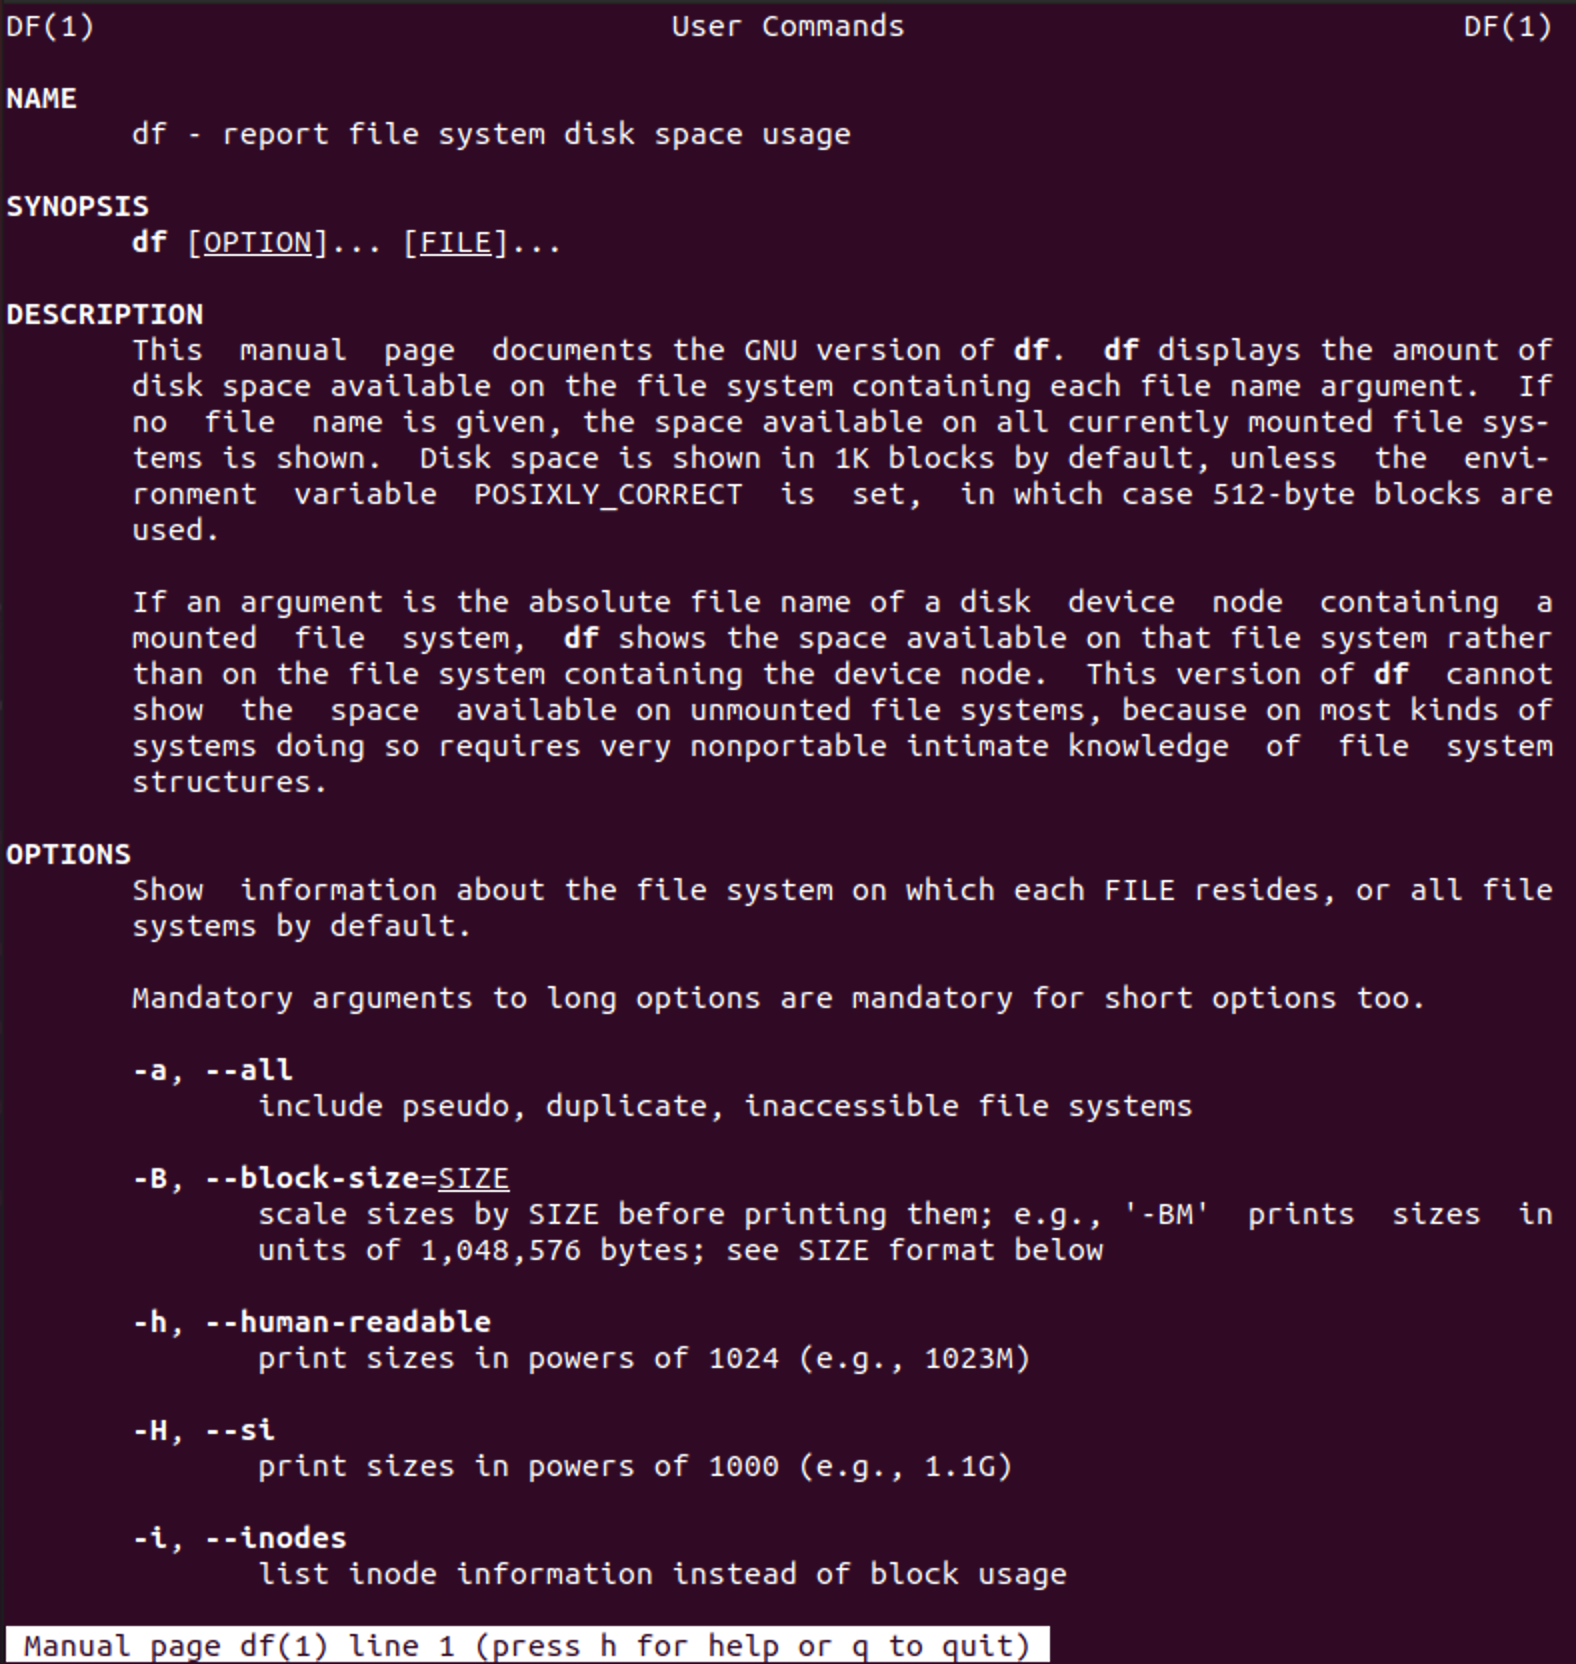 DF(1) User Commands DF(1)
NAME
df - report file system disk space usage
SYNOPSIS
df [OPTION]... [FILE]...
DESCRIPTION
This manual page documents the GNU version of df. df displays the amount of
disk space available on the file system containing each file name argument. If
no file name is given, the space available on all currently mounted file sys-
tems is shown. Disk space is shown in 1K blocks by default, unless the envi-
ronment variable POSIXLY_CORRECT is set, in which case 512-byte blocks are
used.
If an argument is the absolute file name of a disk device node containing a
mounted file system, df shows the space available on that file system rather
than on the file system containing the device node. This version of df cannot
show the space available on unmounted file systems, because on most kinds of
systems doing so requires very nonportable intimate knowledge of file system
structures.
OPTIONS
Show information about the file system on which each FILE resides, or all file
systems by default.
Mandatory arguments to long options are mandatory for short options too.
-a, --all
include pseudo, duplicate, inaccessible file systems
-B, --block-size=SIZE
scale sizes by SIZE before printing them; e.g., '-BM' prints sizes in
units of 1,048,576 bytes; see SIZE format below
-h, --human-readable
print sizes in powers of 1024 (e.g., 1023M)
-H, --si
print sizes in powers of 1000 (e.g., 1.1G)
-i, --inodes
list inode information instead of block usage
Manual page df(1) line 1 (press h for help or q to quit)